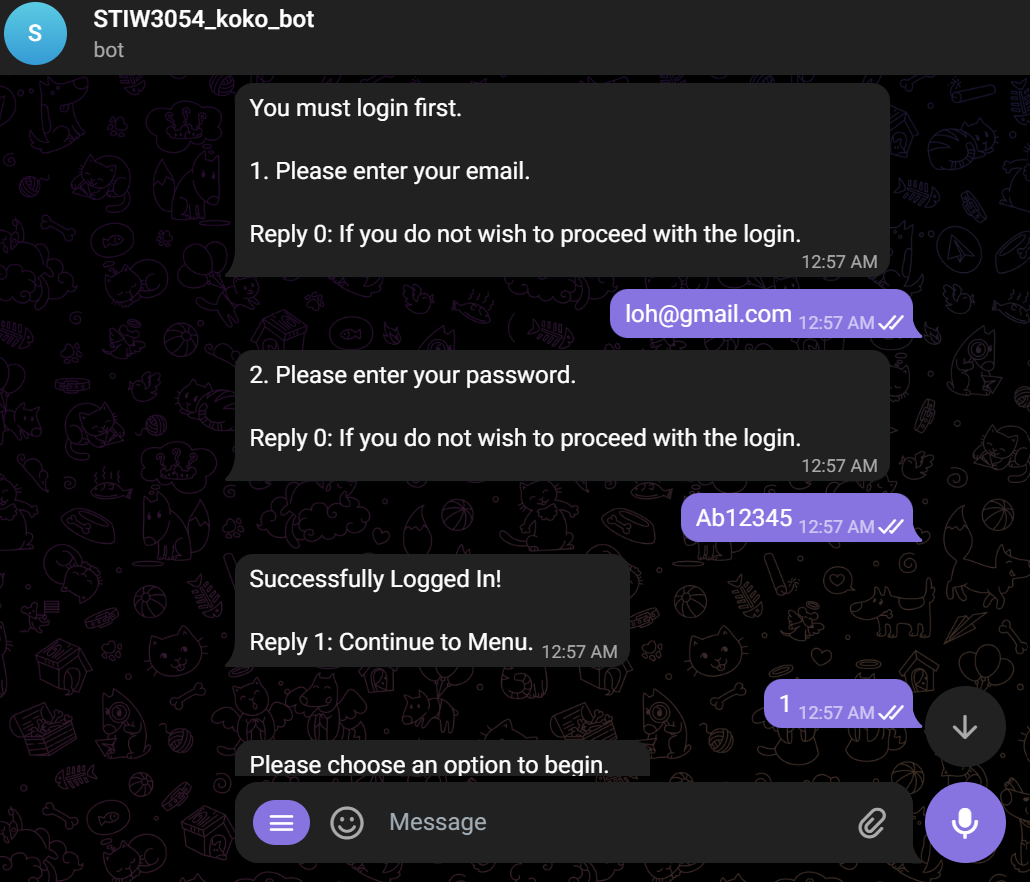 S
STIW3054_koko_bot
bot
You must login first.
1. Please enter your email.
Reply 0: If you do not wish to proceed with the login.
12:57 AM
loh@gmail.com 12:57 AM
2. Please enter your password.
Reply 0: If you do not wish to proceed with the login.
12:57 AM
Ab12345 12:57 AM
Successfully Logged In!
Reply 1: Continue to Menu. 12:57 AM
1 12:57 AM
Please choose an option to begin.
Message